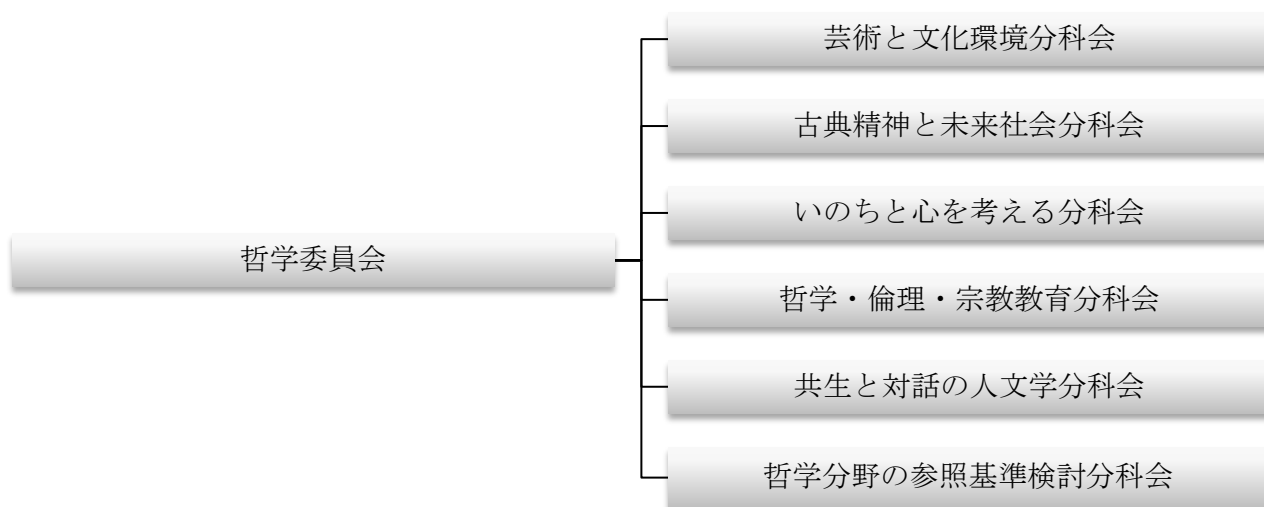 芸術と文化環境分科会
古典精神と未来社会分科会
いのちと心を考える分科会
哲学委員会
哲学・倫理・宗教教育分科会
共生と対話の人文学分科会
哲学分野の参照基準検討分科会